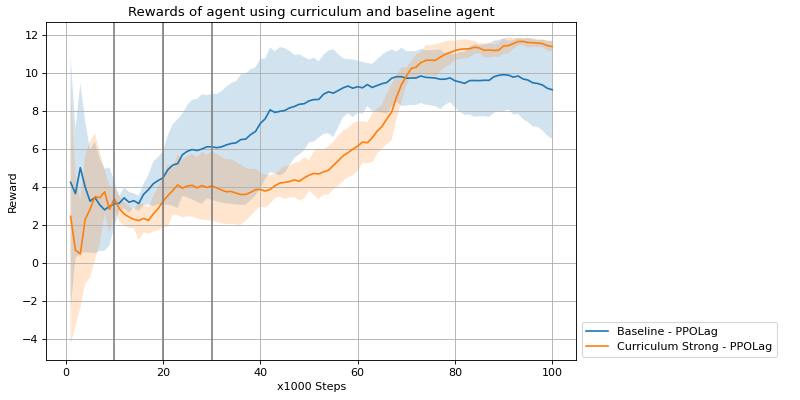 Rewards of agent using curriculum and baseline agent
12
10
8
6
4
2
0
−2
−4
Reward
0 20 40 60 80 100
x1000 Steps
Baseline - PPOLag
Curriculum Strong - PPOLag